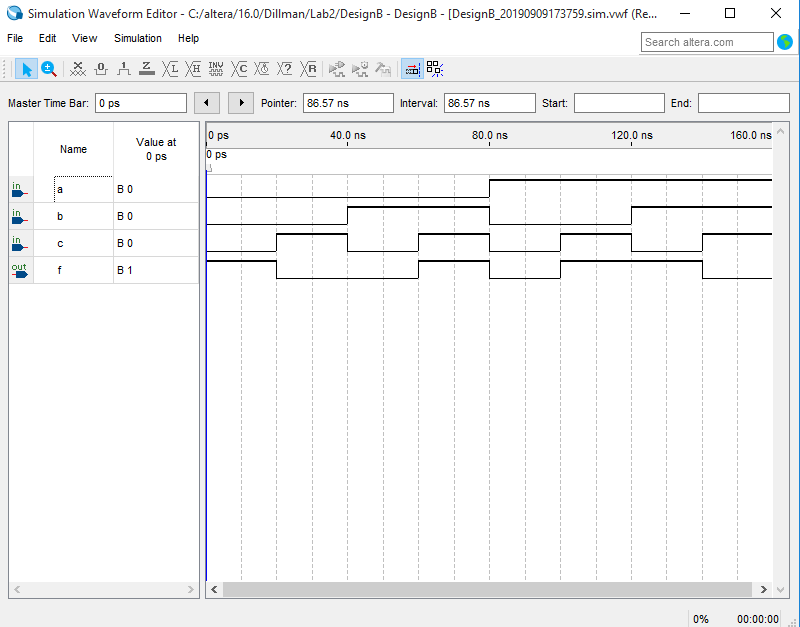 Simulation Waveform Editor - C:/altera/16.0/Dillman/Lab2/DesignB - DesignB - [DesignB_20190909173759.sim.vwf (Re...
File Edit View Simulation Help
Search altera.com
Master Time Bar: 0 ps Pointer: 86.57 ns Interval: 86.57 ns Start: End:
Name Value at 0 ps
0 ps 40.0 ns 80.0 ns 120.0 ns 160.0 ns
0 ps
in a B 0
in b B 0
in c B 0
out f B 1
0% 00:00:00